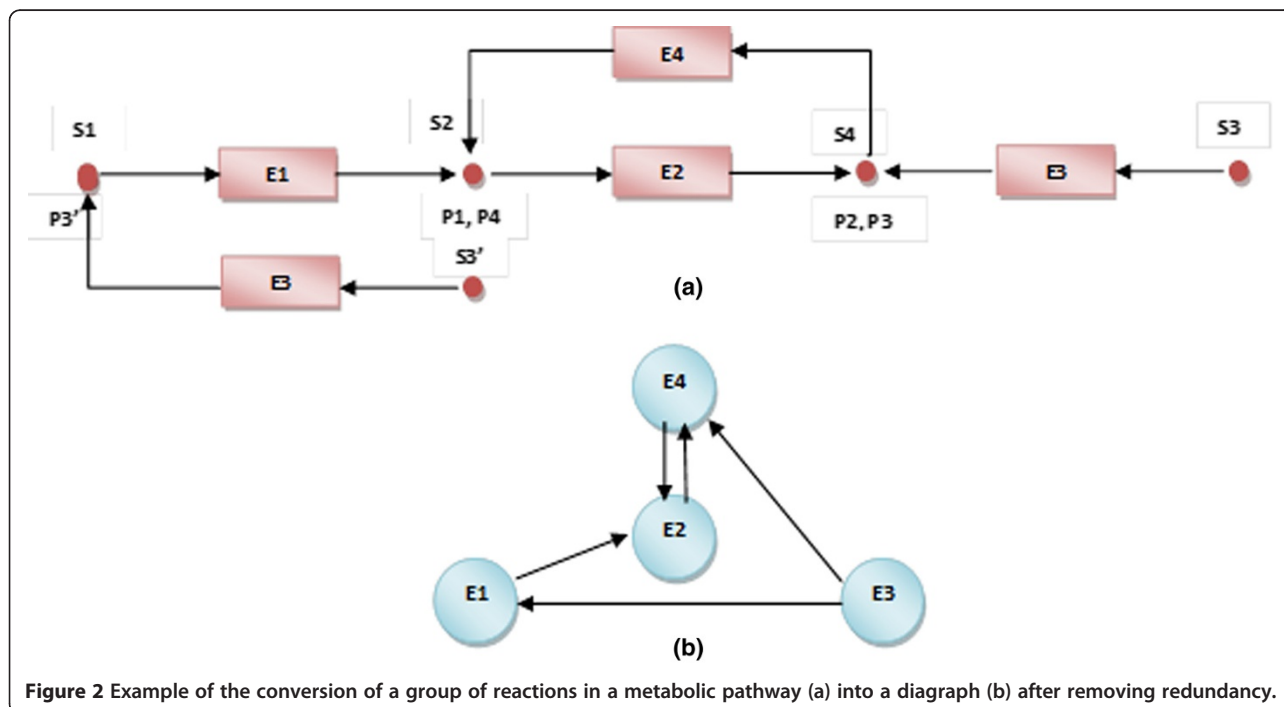 E4
S1
S2
S4
S3
E1
E2
E3
P3’
P1, P4
P2, P3
S3’
E3
(a)
E4
E2
E1
E3
(b)
Figure 2 Example of the conversion of a group of reactions in a metabolic pathway (a) into a diagraph (b) after removing redundancy.